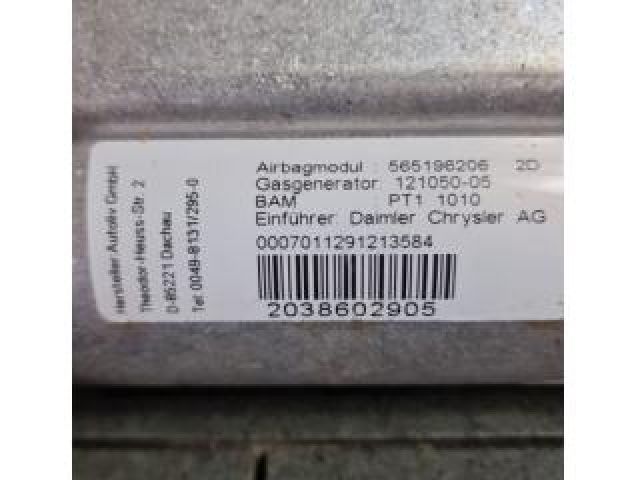 Hersteller Autoliv GmbH
Theodor-Heuss-Str. 2
D-85221 Dachau
Tel 0049-8131/295-0
Airbagmodul : 565196206 2D
Gasgenerator: 121050-05
BAM PT1 1010
Einführer: Daimler Chrysler AG
0007011291213584
2038602905